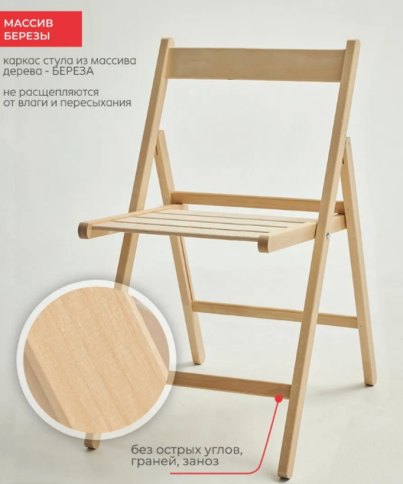 МАССИВ
БЕРЕЗЫ
каркас стула из массива
дерева - БЕРЕЗА
не расщепляются
от влаги и пересыхания
без острых углов,
граней, заноз